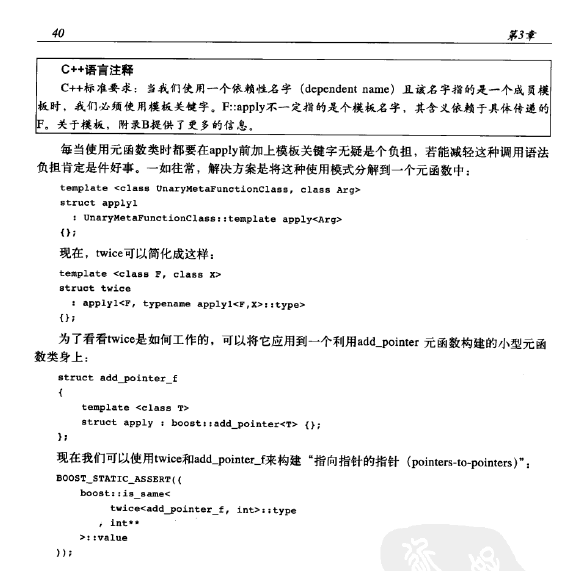 40 第3章
C++语言注释
C++标准要求：当我们使用一个依赖性名字（dependent name）且该名字指的是一个成员模
板时，我们必须使用模板关键字。F::apply不一定指的是个模板名字，其含义依赖于具体传递的
F。关于模板，附录B提供了更多的信息。
每当使用元函数类时都要在apply前加上模板关键字无疑是个负担，若能减轻这种调用语法
负担肯定是件好事。一如往常，解决方案是将这种使用模式分解到一个元函数中：
template <class UnaryMetaFunctionClass, class Arg>
struct apply1
: UnaryMetaFunctionClass::template apply<Arg>
{};
现在，twice可以简化成这样：
template <class F, class X>
struct twice
: apply1<F, typename apply1<F,X>::type>
{};
为了看看twice是如何工作的，可以将它应用到一个利用add_pointer 元函数构建的小型元函
数类身上：
struct add_pointer_f
{
template <class T>
struct apply : boost::add_pointer<T> {};
};
现在我们可以使用twice和add_pointer_f来构建“指向指针的指针（pointers-to-pointers）”：
BOOST_STATIC_ASSERT((
boost::is_same<
twice<add_pointer_f, int>::type
, int**
>::value
));